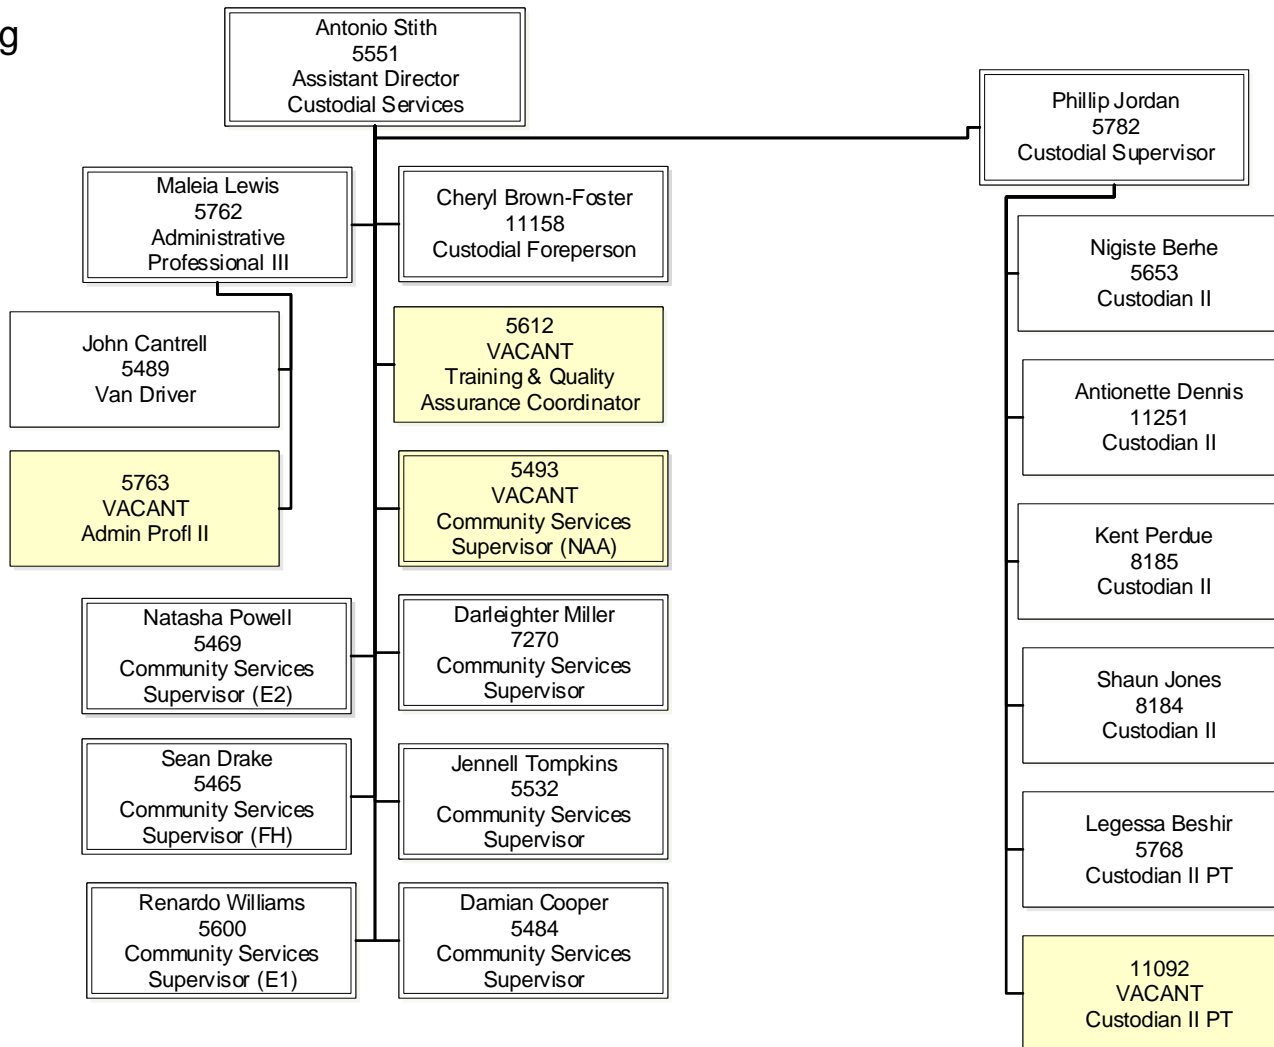 g
Antonio Stith
5551
Assistant Director
Custodial Services
Phillip Jordan
5782
Custodial Supervisor
Maleia Lewis
5762
Administrative
Professional III
Cheryl Brown-Foster
11158
Custodial Foreperson
Nigiste Berhe
5653
Custodian II
John Cantrell
5489
Van Driver
5612
VACANT
Training & Quality
Assurance Coordinator
Antionette Dennis
11251
Custodian II
5763
VACANT
Admin Profl II
5493
VACANT
Community Services
Supervisor (NAA)
Kent Perdue
8185
Custodian II
Natasha Powell
5469
Community Services
Supervisor (E2)
Darleighter Miller
7270
Community Services
Supervisor
Shaun Jones
8184
Custodian II
Sean Drake
5465
Community Services
Supervisor (FH)
Jennell Tompkins
5532
Community Services
Supervisor
Legessa Beshir
5768
Custodian II PT
Renardo Williams
5600
Community Services
Supervisor (E1)
Damian Cooper
5484
Community Services
Supervisor
11092
VACANT
Custodian II PT